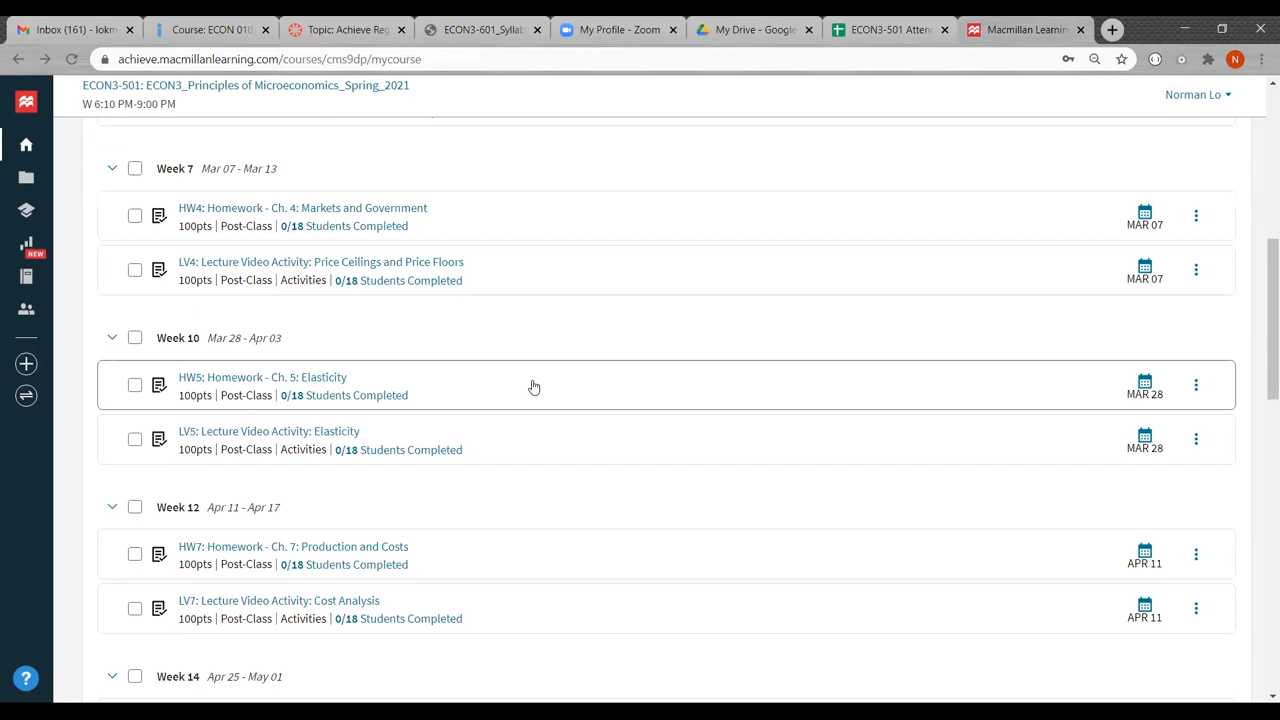 Inbox (161) - lokm
Course: ECON 010
Topic: Achieve Reg
ECON3-601_Syllab
My Profile - Zoom
My Drive - Google
ECON3-501 Atten
Macmillan Learnin
achieve.macmillanlearning.com/courses/cms9dp/mycourse
N
ECON3-501: ECON3_Principles of Microeconomics_Spring_2021
W 6:10 PM-9:00 PM
Norman Lo
NEW
Week 7 Mar 07 - Mar 13
HW4: Homework - Ch. 4: Markets and Government
100pts | Post-Class | 0/18 Students Completed
MAR 07
LV4: Lecture Video Activity: Price Ceilings and Price Floors
100pts | Post-Class | Activities | 0/18 Students Completed
MAR 07
Week 10 Mar 28 - Apr 03
HW5: Homework - Ch. 5: Elasticity
100pts | Post-Class | 0/18 Students Completed
MAR 28
LV5: Lecture Video Activity: Elasticity
100pts | Post-Class | Activities | 0/18 Students Completed
MAR 28
Week 12 Apr 11 - Apr 17
HW7: Homework - Ch. 7: Production and Costs
100pts | Post-Class | 0/18 Students Completed
APR 11
LV7: Lecture Video Activity: Cost Analysis
100pts | Post-Class | Activities | 0/18 Students Completed
APR 11
Week 14 Apr 25 - May 01
?